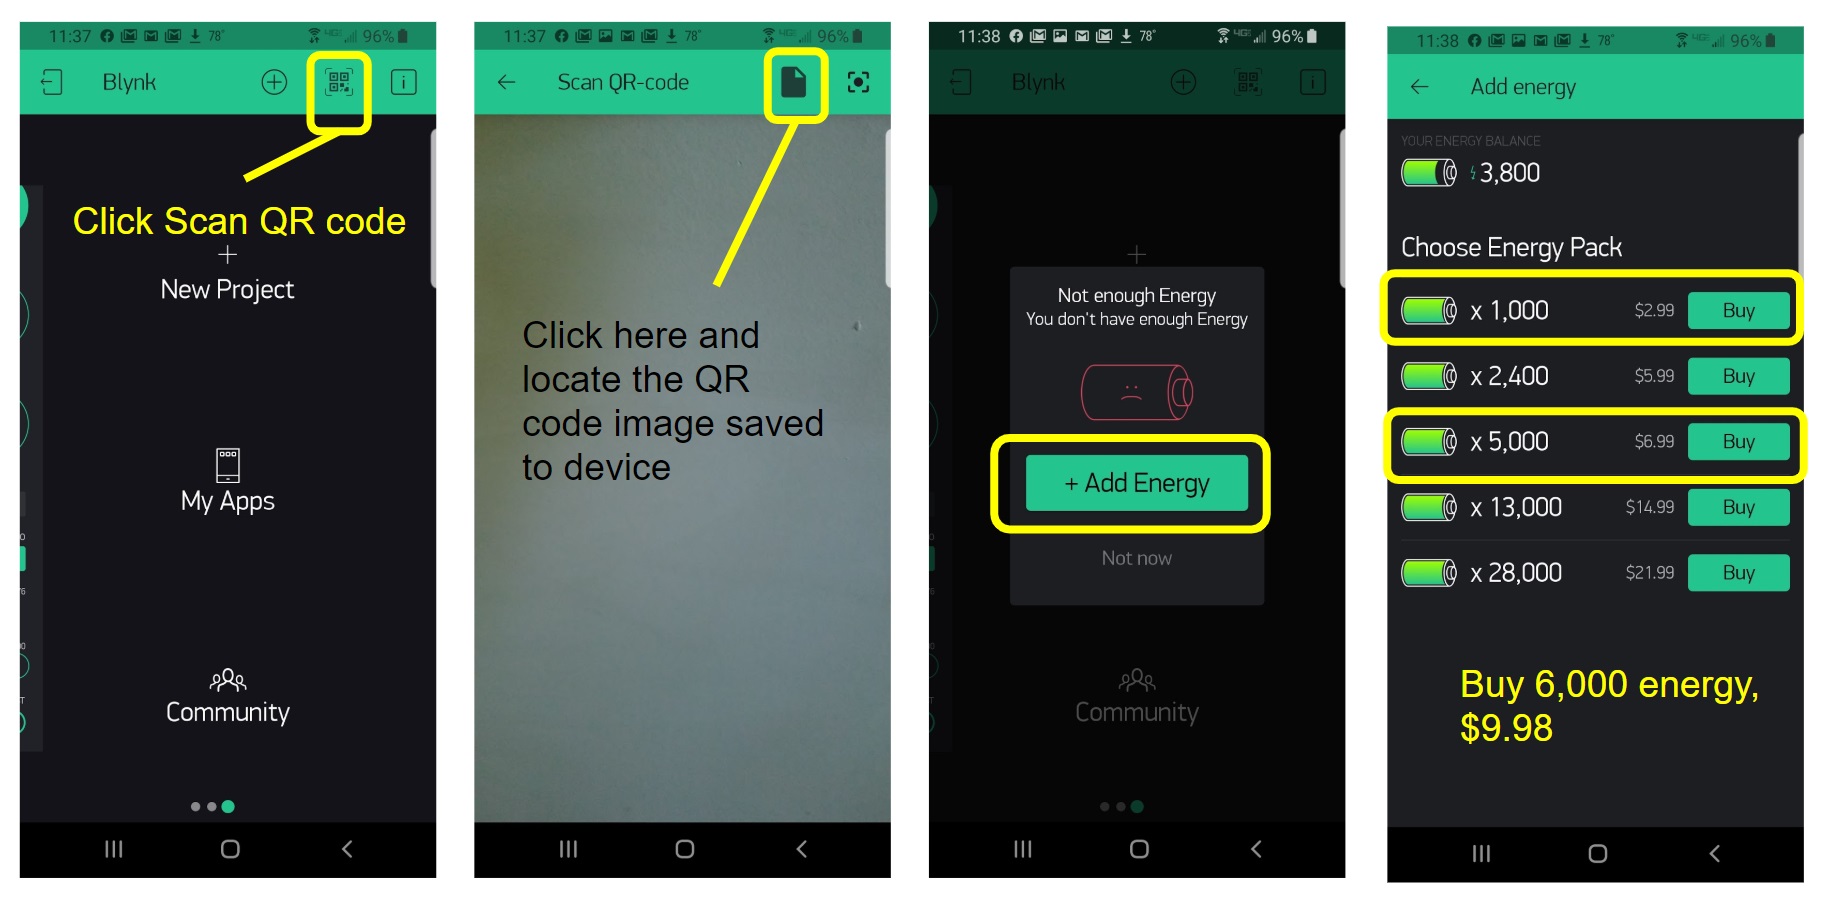 11:37 78° 96%
Blynk
Click Scan QR code
New Project
My Apps
Community
11:37 78° 96%
Scan QR-code
Click here and
locate the QR
code image saved
to device
11:38 78° 96%
Blynk
Not enough Energy
You don't have enough Energy
+ Add Energy
Not now
Community
11:38 78° 96%
Add energy
YOUR ENERGY BALANCE
3,800
Choose Energy Pack
x 1,000 $2.99 Buy
x 2,400 $5.99 Buy
x 5,000 $6.99 Buy
x 13,000 $14.99 Buy
x 28,000 $21.99 Buy
Buy 6,000 energy,
$9.98